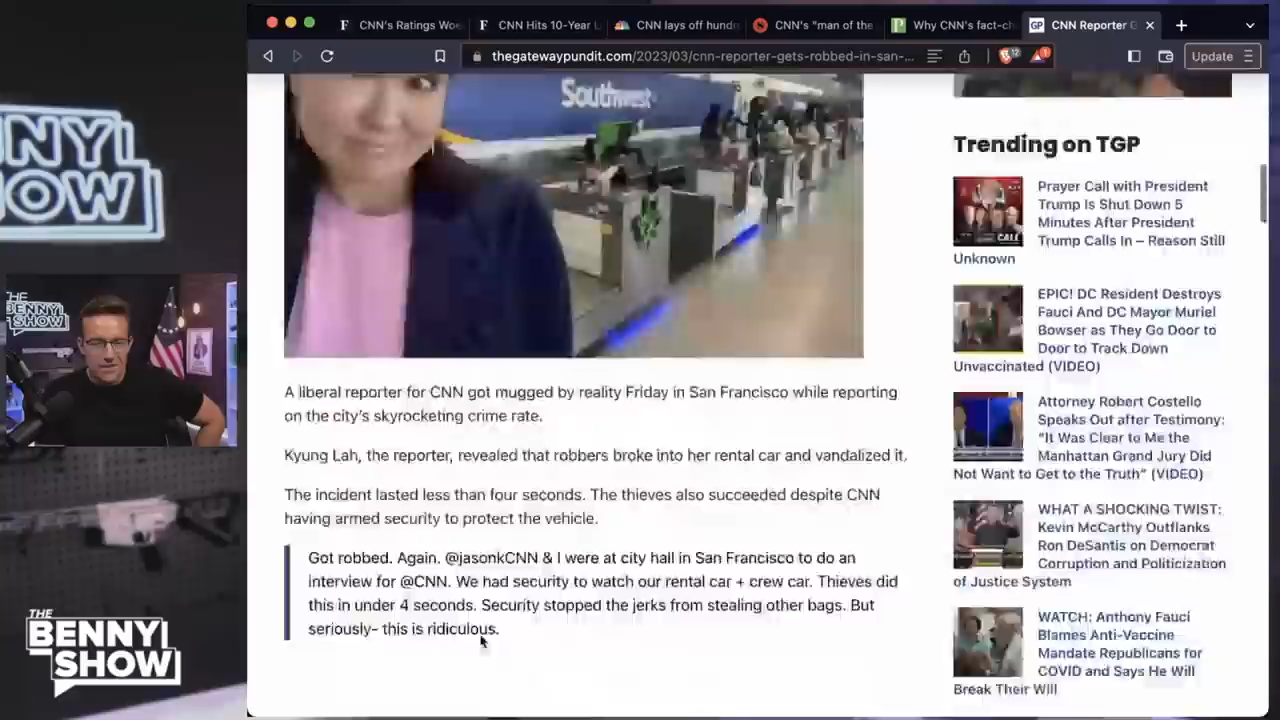 CNN's Ratings Woe
CNN Hits 10-Year L
CNN lays off hundr
CNN's "man of the
Why CNN's fact-ch
GP
CNN Reporter G
thegatewaypundit.com/2023/03/cnn-reporter-gets-robbed-in-san-...
12
1
Update
NNY
OW
THE
BENNY
SHOW
Southwest
A liberal reporter for CNN got mugged by reality Friday in San Francisco while reporting
on the city's skyrocketing crime rate.
Kyung Lah, the reporter, revealed that robbers broke into her rental car and vandalized it.
The incident lasted less than four seconds. The thieves also succeeded despite CNN
having armed security to protect the vehicle.
Got robbed. Again. @jasonkCNN & I were at city hall in San Francisco to do an
interview for @CNN. We had security to watch our rental car + crew car. Thieves did
this in under 4 seconds. Security stopped the jerks from stealing other bags. But
seriously- this is ridiculous.
Trending on TGP
Prayer Call with President
Trump Is Shut Down 5
Minutes After President
Trump Calls In – Reason Still
Unknown
CALL
EPIC! DC Resident Destroys
Fauci And DC Mayor Muriel
Bowser as They Go Door to
Door to Track Down
Unvaccinated (VIDEO)
Attorney Robert Costello
Speaks Out after Testimony:
"It Was Clear to Me the
Manhattan Grand Jury Did
Not Want to Get to the Truth" (VIDEO)
WHAT A SHOCKING TWIST:
Kevin McCarthy Outflanks
Ron DeSantis on Democrat
Corruption and Politicization
of Justice System
WATCH: Anthony Fauci
Blames Anti-Vaccine
Mandate Republicans for
COVID and Says He Will
Break Their Will
THE
BENNY
SHOW